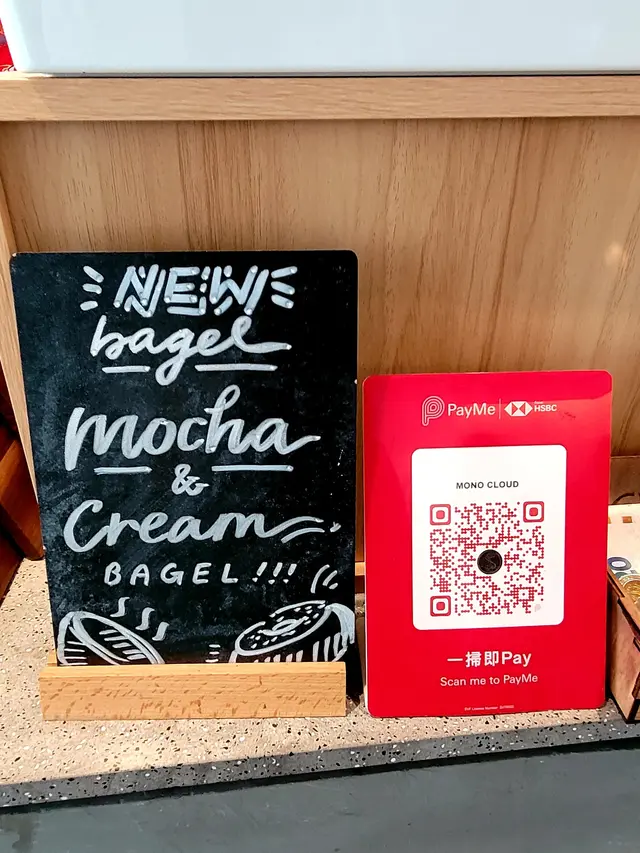 NEW
bagel
mocha
&
Cream
BAGEL!!!
PayMe
HSBC
MONO CLOUD
一掃即Pay
Scan me to PayMe